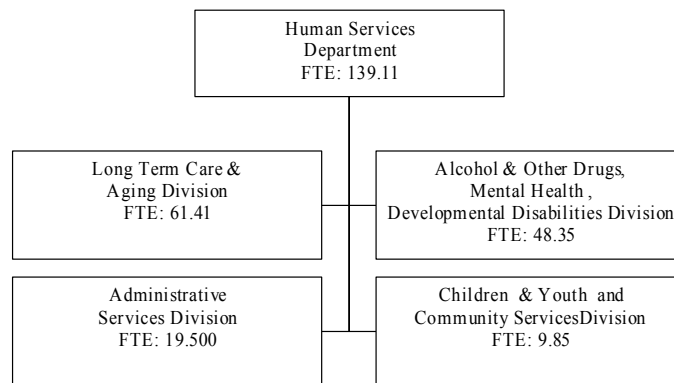 Human Services
Department
FTE: 139.11
Long Term Care &
Aging Division
FTE: 61.41
Alcohol & Other Drugs,
Mental Health ,
Developmental Disabilities Division
FTE: 48.35
Administrative
Services Division
FTE: 19.500
Children & Youth and
Community ServicesDivision
FTE: 9.85